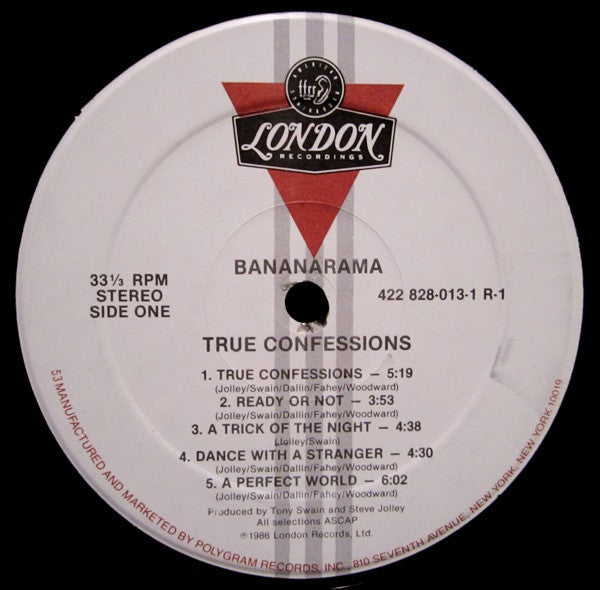 ffrr
LONDON
RECORDINGS
BANANARAMA
33⅓ RPM
STEREO
SIDE ONE
422 828-013-1 R-1
TRUE CONFESSIONS
1. TRUE CONFESSIONS – 5:19
(Jolley/Swain/Dallin/Fahey/Woodward)
2. READY OR NOT – 3:53
(Jolley/Swain/Dallin/Fahey/Woodward)
3. A TRICK OF THE NIGHT – 4:38
(Jolley/Swain)
4. DANCE WITH A STRANGER – 4:30
(Jolley/Swain/Dallin/Fahey/Woodward)
5. A PERFECT WORLD – 6:02
(Jolley/Swain/Dallin/Fahey/Woodward)
Produced by Tony Swain and Steve Jolley
All selections ASCAP
℗1986 London Records, Ltd.
53 MANUFACTURED AND MARKETED BY POLYGRAM RECORDS, INC., 810 SEVENTH AVENUE, NEW YORK, NEW YORK 10019